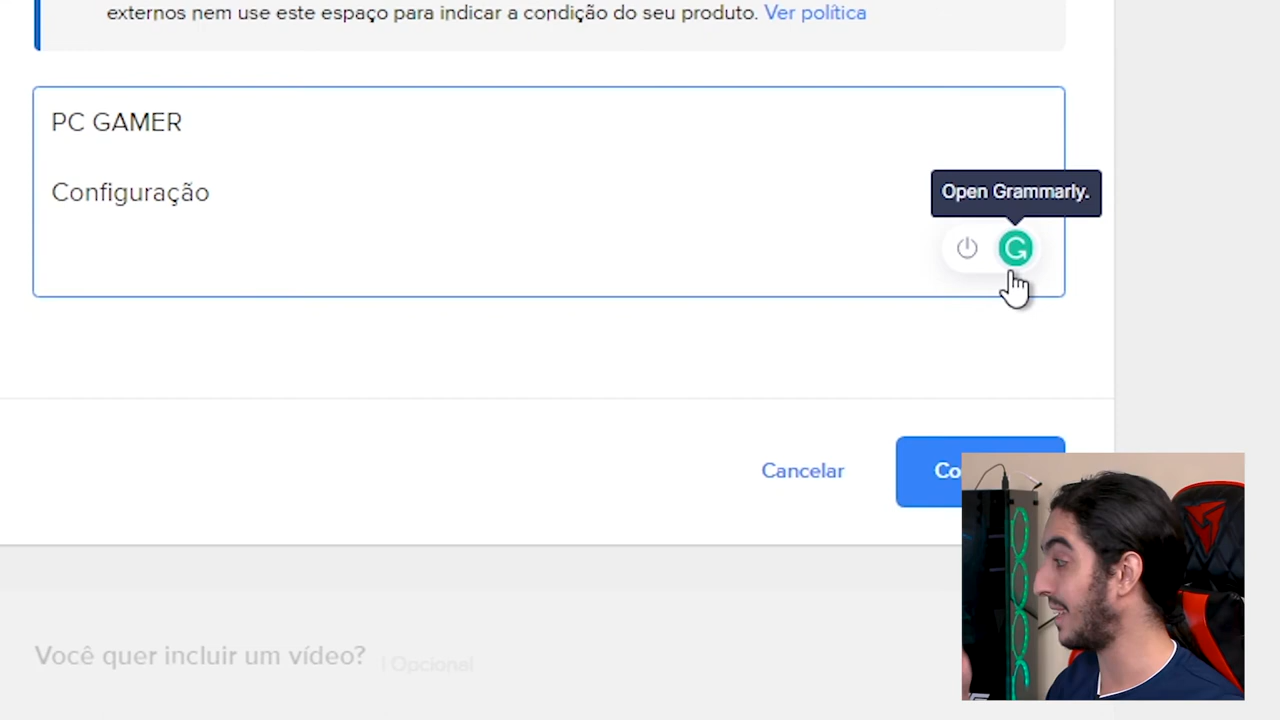 externos nem use este espaço para indicar a condição do seu produto. Ver política
PC GAMER
Configuração
Open Grammarly.
Cancelar
Co
Você quer incluir um vídeo? | Opcional